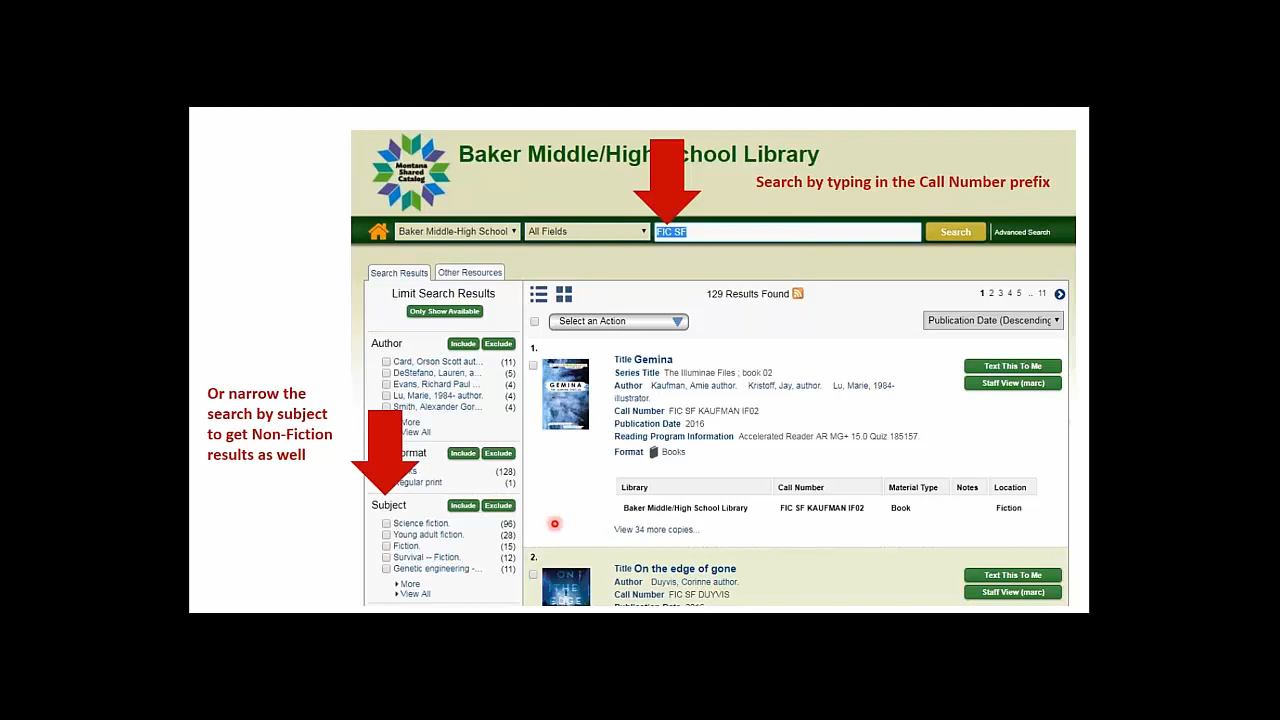 Montana
Shared
Catalog
Baker Middle/High School Library
Search by typing in the Call Number prefix
Baker Middle-High School
All Fields
FIC SF
Search
Advanced Search
Search Results
Other Resources
Limit Search Results
Only Show Available
Author Include Exclude
Card, Orson Scott aut... (11)
DeStefano, Lauren, a... (5)
Evans, Richard Paul ... (4)
Lu, Marie, 1984- author. (4)
Smith, Alexander Gor... (4)
More
View All
Or narrow the
search by subject
to get Non-Fiction
results as well
Include Exclude
(128)
(1)
Subject Include Exclude
Science fiction. (96)
Young adult fiction. (28)
Fiction. (15)
Survival -- Fiction. (12)
Genetic engineering -... (11)
More
View All
129 Results Found
1 2 3 4 5 .. 11
Select an Action
Publication Date (Descending
1.
GEMINA
Title Gemina
Series Title The Illuminae Files ; book 02
Author Kaufman, Amie author. Kristoff, Jay, author. Lu, Marie, 1984-
illustrator.
Call Number FIC SF KAUFMAN IF02
Publication Date 2016
Reading Program Information Accelerated Reader AR MG+ 15.0 Quiz 185157.
Format Books
Text This To Me
Staff View (marc)
Library Call Number Material Type Notes Location
Baker Middle/High School Library FIC SF KAUFMAN IF02 Book Fiction
View 34 more copies...
2.
ON
THE
EDGE
Title On the edge of gone
Author Duyvis, Corinne author.
Call Number FIC SF DUYVIS
Text This To Me
Staff View (marc)